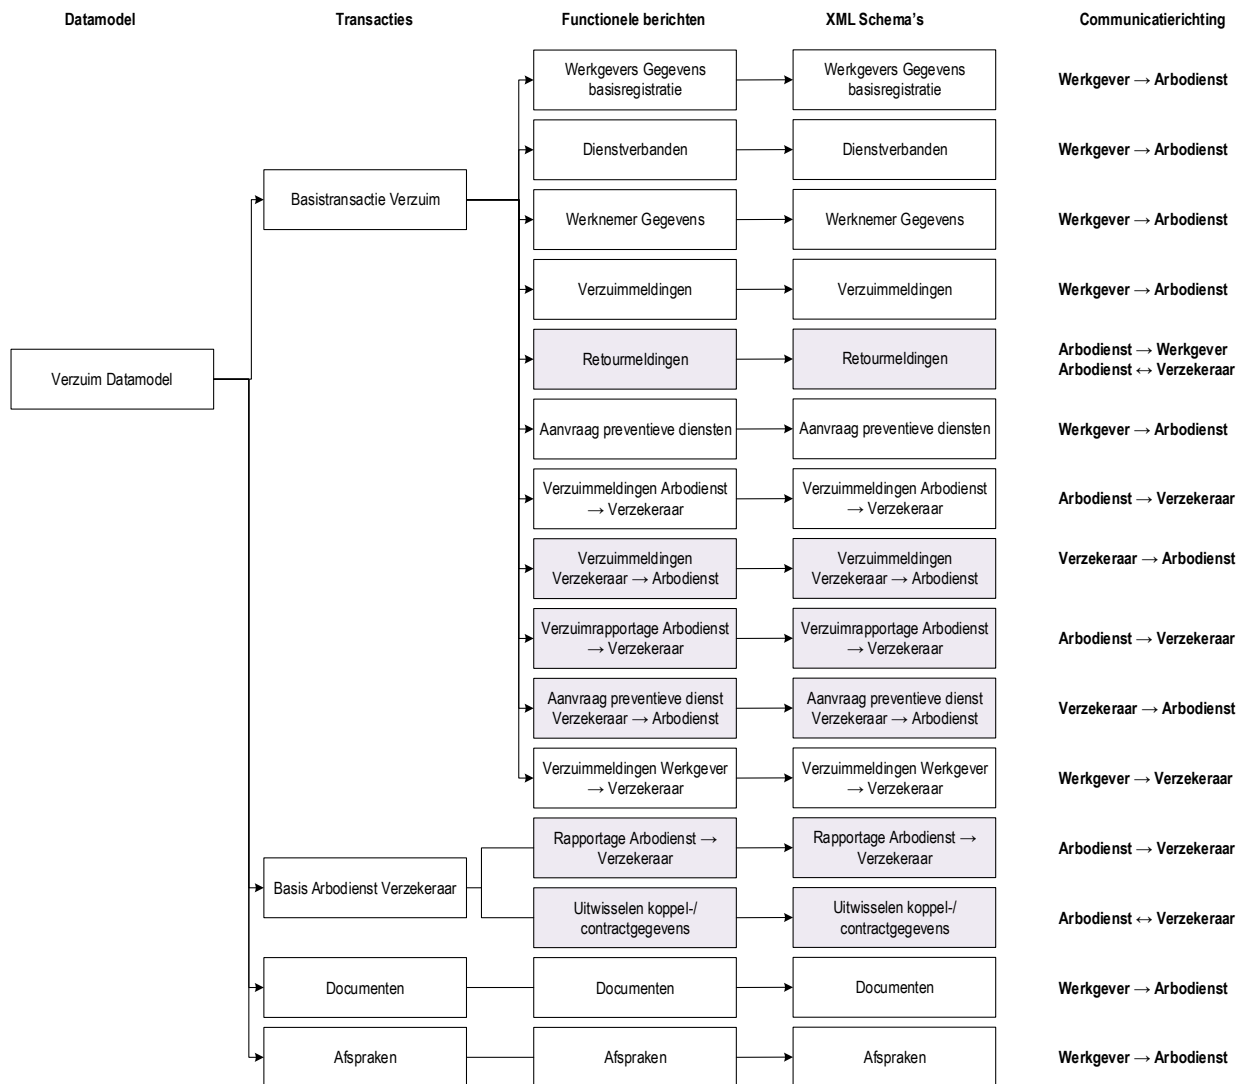 Datamodel
Transacties
Functionele berichten
XML Schema's
Communicatierichting
Werkgevers Gegevens
basisregistratie
Werkgevers Gegevens
basisregistratie
Werkgever → Arbodienst
Dienstverbanden
Dienstverbanden
Werkgever → Arbodienst
Basistransactie Verzuim
Werknemer Gegevens
Werknemer Gegevens
Werkgever → Arbodienst
Verzuimmeldingen
Verzuimmeldingen
Werkgever → Arbodienst
Verzuim Datamodel
Retourmeldingen
Retourmeldingen
Arbodienst → Werkgever
Arbodienst ↔ Verzekeraar
Aanvraag preventieve diensten
Aanvraag preventieve diensten
Werkgever → Arbodienst
Verzuimmeldingen Arbodienst
→ Verzekeraar
Verzuimmeldingen Arbodienst
→ Verzekeraar
Arbodienst → Verzekeraar
Verzuimmeldingen
Verzekeraar → Arbodienst
Verzuimmeldingen
Verzekeraar → Arbodienst
Verzekeraar → Arbodienst
Verzuimrapportage Arbodienst
→ Verzekeraar
Verzuimrapportage Arbodienst
→ Verzekeraar
Arbodienst → Verzekeraar
Aanvraag preventieve dienst
Verzekeraar → Arbodienst
Aanvraag preventieve dienst
Verzekeraar → Arbodienst
Verzekeraar → Arbodienst
Verzuimmeldingen Werkgever
→ Verzekeraar
Verzuimmeldingen Werkgever
→ Verzekeraar
Werkgever → Verzekeraar
Basis Arbodienst Verzekeraar
Rapportage Arbodienst →
Verzekeraar
Rapportage Arbodienst →
Verzekeraar
Arbodienst → Verzekeraar
Uitwisselen koppel-/
contractgegevens
Uitwisselen koppel-/
contractgegevens
Arbodienst ↔ Verzekeraar
Documenten
Documenten
Documenten
Werkgever → Arbodienst
Afspraken
Afspraken
Afspraken
Werkgever → Arbodienst